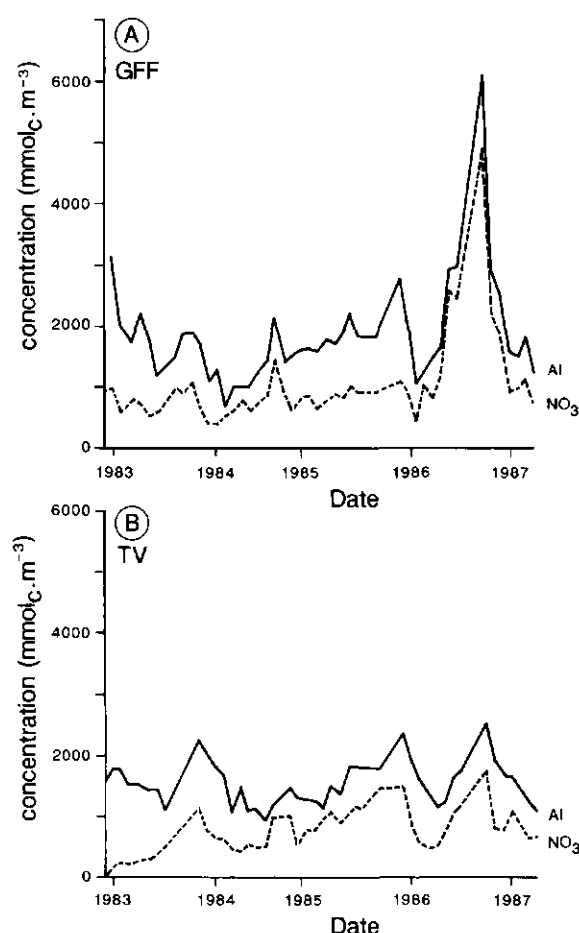 A
GFF
6000
4000
2000
0
concentration (mmolc.m⁻³)
Al
NO3
1983 1984 1985 1986 1987
Date
B
TV
6000
4000
2000
0
concentration (mmolc.m⁻³)
Al
NO3
1983 1984 1985 1986 1987
Date